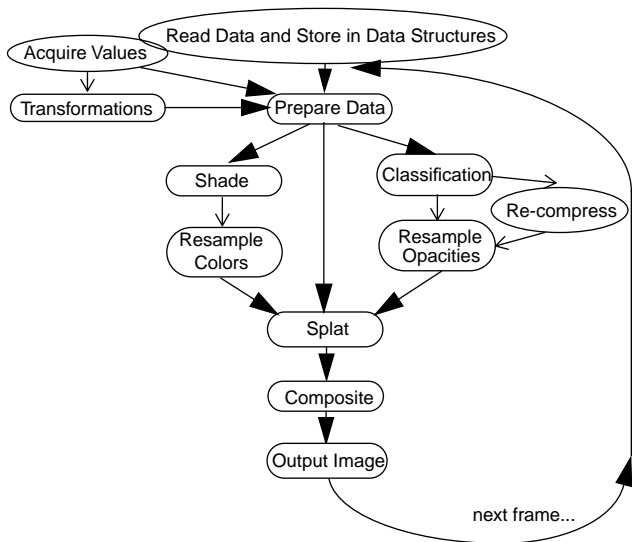 Read Data and Store in Data Structures
Acquire Values
Transformations
Prepare Data
Shade
Classification
Re-compress
Resample
Colors
Resample
Opacities
Splat
Composite
Output Image
next frame...